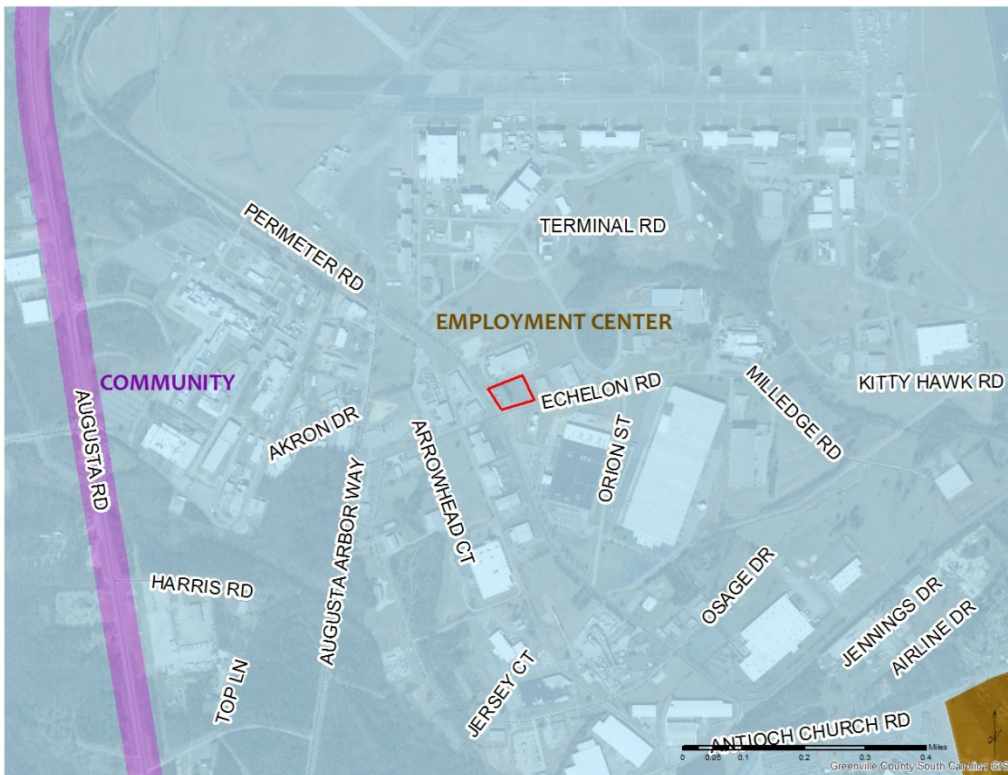 TERMINAL RD
PERIMETER RD
EMPLOYMENT CENTER
COMMUNITY
AUGUSTA RD
ECHELON RD
KITTY HAWK RD
MILLEDGE RD
AKRON DR
ARROWHEAD CT
ORION ST
AUGUSTA ARBOR WAY
HARRIS RD
OSAGE DR
JENNINGS DR
AIRLINE DR
TOP LN
JERSEY CT
ANTIOCH CHURCH RD
0 0.05 0.1 0.2 0.3 0.4
Miles
Greenville County South Carolina GIS